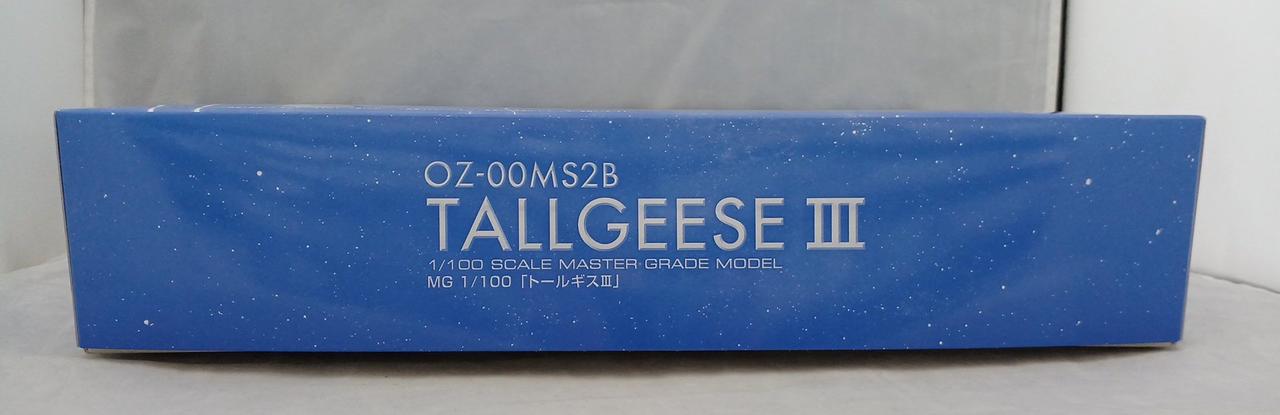 OZ-00MS2B
TALLGEESE Ⅲ
1/100 SCALE MASTER GRADE MODEL
MG 1/100「トールギスⅢ」